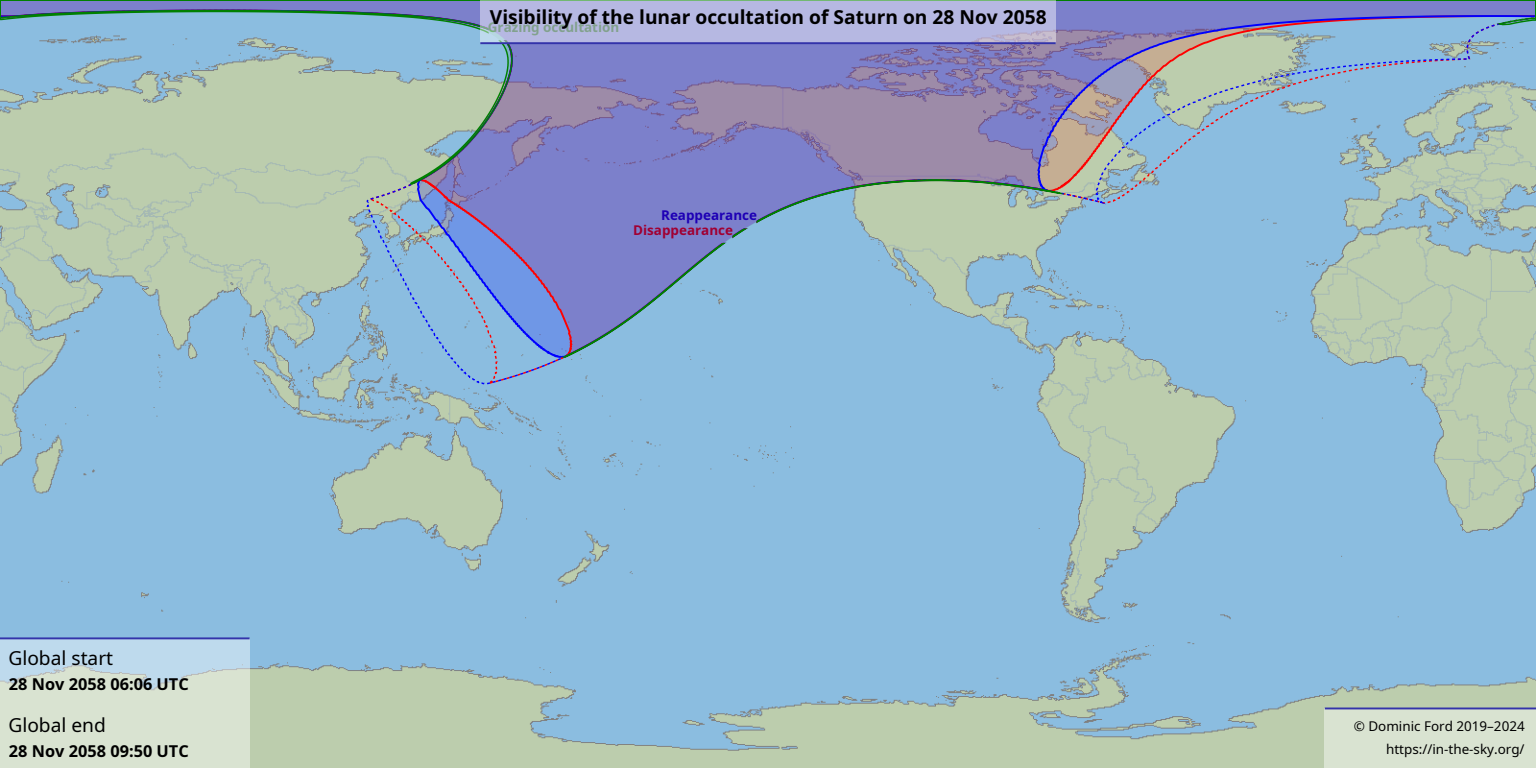 Visibility of the lunar occultation of Saturn on 28 Nov 2058
Grazing occultation
Reappearance
Disappearance
Global start
28 Nov 2058 06:06 UTC
Global end
28 Nov 2058 09:50 UTC
© Dominic Ford 2019–2024
https://in-the-sky.org/